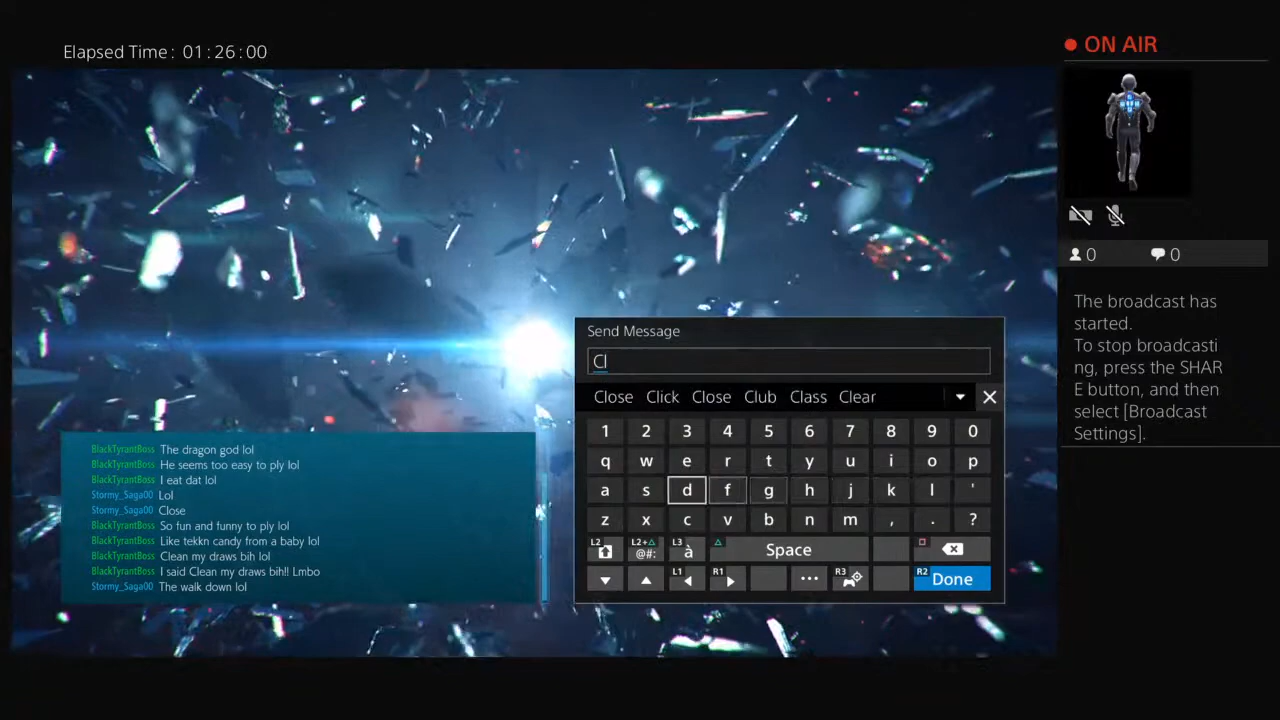 Elapsed Time: 01:26:00
ON AIR
0 0
The broadcast has
started.
To stop broadcasti
ng, press the SHAR
E button, and then
select [Broadcast
Settings].
Send Message
Cl
Close Click Close Club Class Clear
1 2 3 4 5 6 7 8 9 0
q w e r t y u i o p
a s d f g h j k l '
z x c v b n m , . ?
L2 L2+△ @#: L3 à △ Space
L1 R1 ... R3 R2 Done
BlackTyrantBoss The dragon god lol
BlackTyrantBoss He seems too easy to ply lol
BlackTyrantBoss I eat dat lol
Stormy_Saga00 Lol
Stormy_Saga00 Close
BlackTyrantBoss So fun and funny to ply lol
BlackTyrantBoss Like tekkn candy from a baby lol
BlackTyrantBoss Clean my draws bih lol
BlackTyrantBoss I said Clean my draws bih!! Lmbo
Stormy_Saga00 The walk down lol